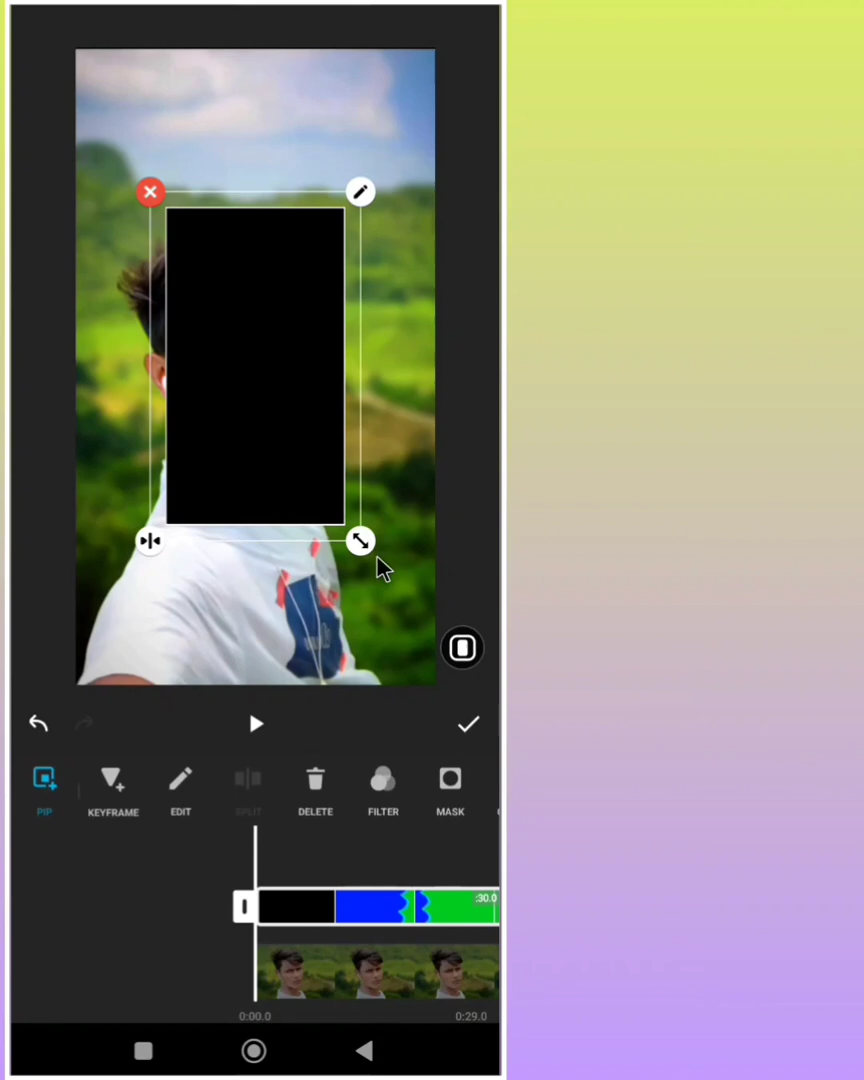 PIP
KEYFRAME
EDIT
SPLIT
DELETE
FILTER
MASK
:30.0
0:00.0
0:29.0